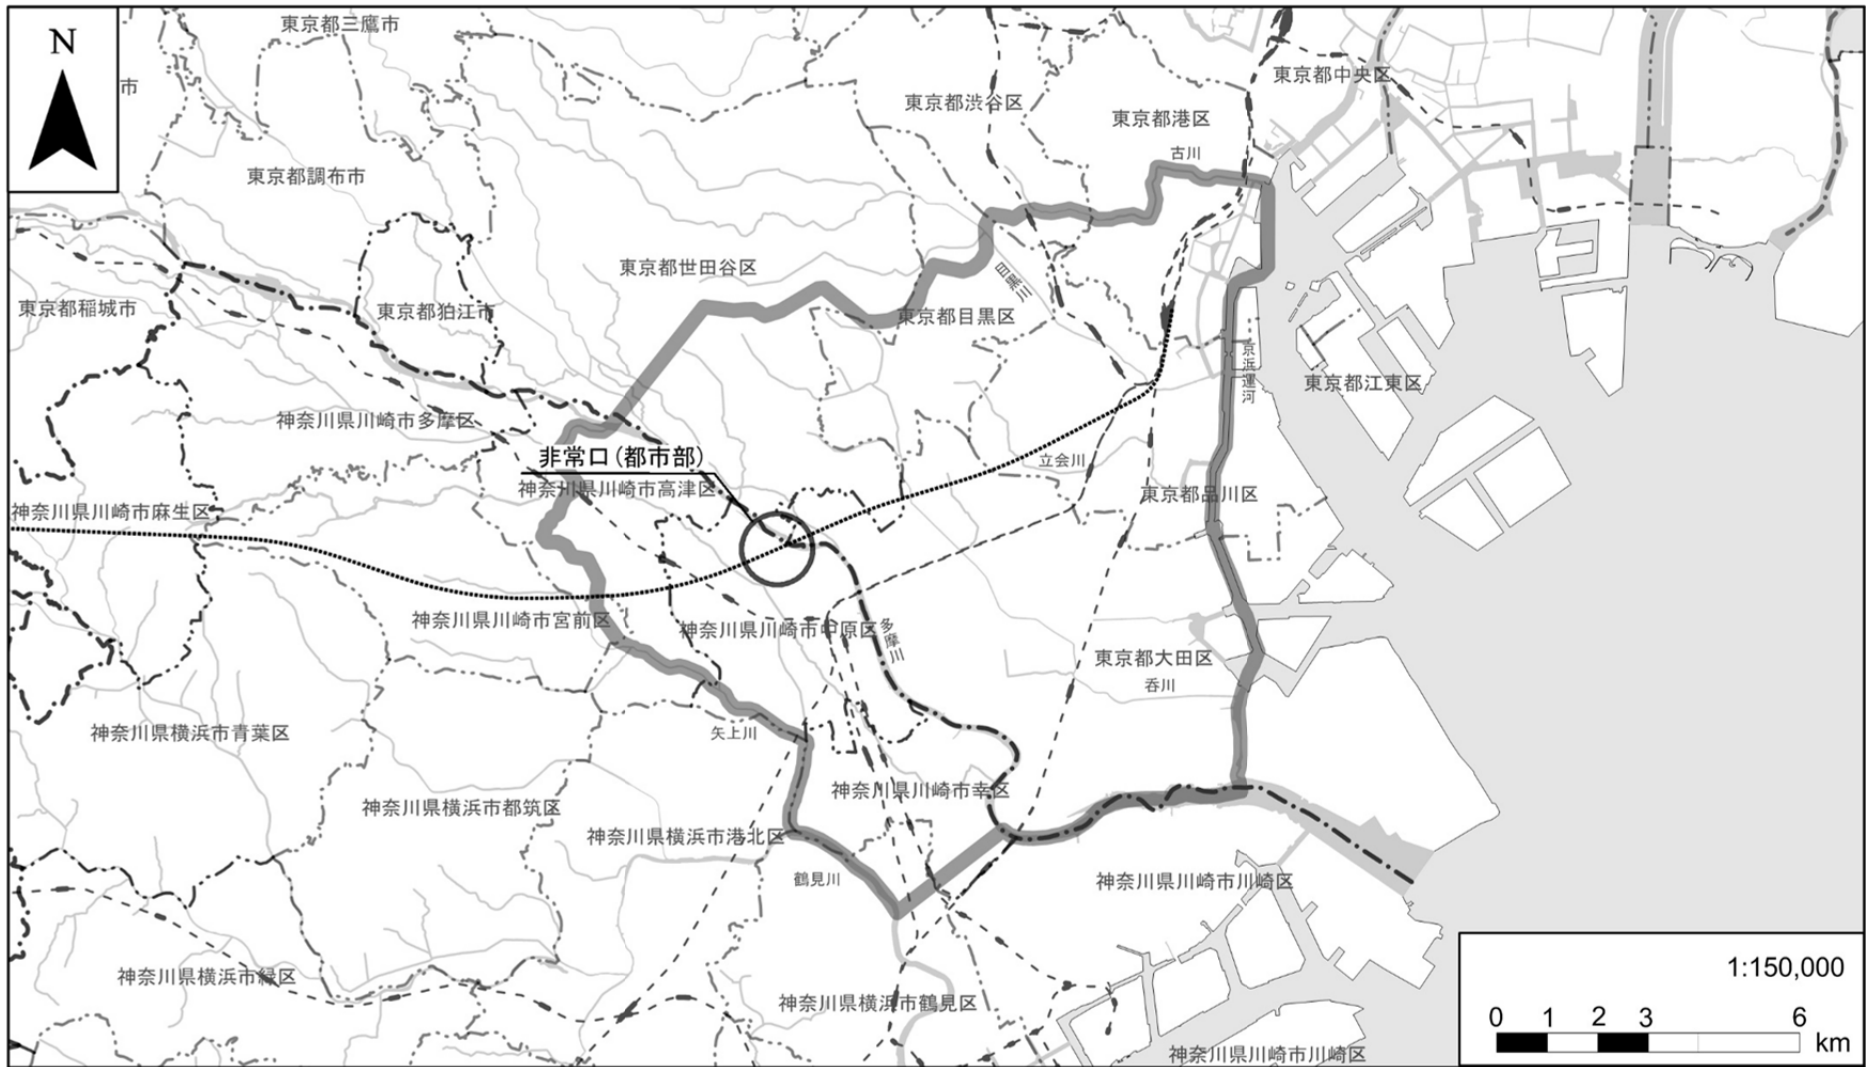 N
東京都三鷹市
市
東京都渋谷区
東京都港区
東京都中央区
古川
東京都調布市
東京都世田谷区
目黒川
東京都稲城市
東京都狛江市
東京都目黒区
京浜運河
東京都江東区
神奈川県川崎市多摩区
非常口(都市部)
立会川
神奈川県川崎市高津区
東京都品川区
神奈川県川崎市麻生区
神奈川県川崎市宮前区
神奈川県川崎市中原区
多摩川
東京都大田区
呑川
神奈川県横浜市青葉区
矢上川
神奈川県川崎市幸区
神奈川県横浜市都筑区
神奈川県横浜市港北区
鶴見川
神奈川県川崎市川崎区
神奈川県横浜市緑区
神奈川県横浜市鶴見区
神奈川県川崎市川崎区
1:150,000
0 1 2 3 6
km